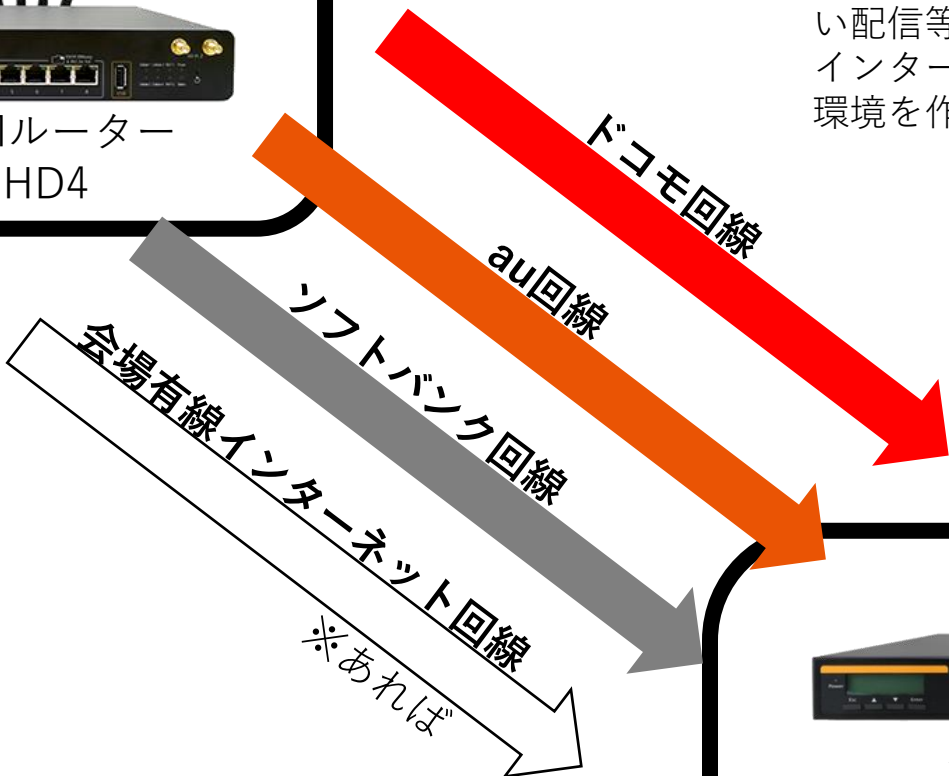 い配信等
インター
環境を作
ルーター
HD4
ドコモ回線
au回線
ソフトバンク回線
会場有線インターネット回線
※あれば